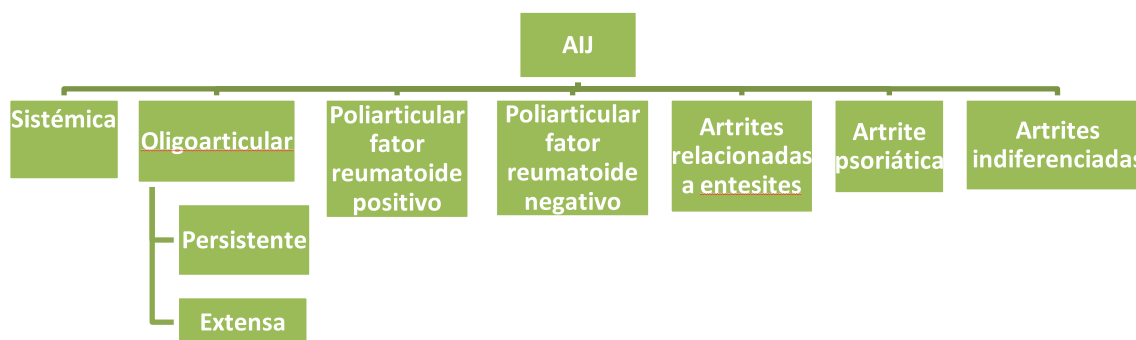 AIJ
Sistémica
Oligoarticular
Persistente
Extensa
Poliarticular
fator
reumatoide
positivo
Poliarticular
fator
reumatoide
negativo
Artrites
relacionadas
a entesites
Artrite
psoriática
Artrites
indiferenciadas